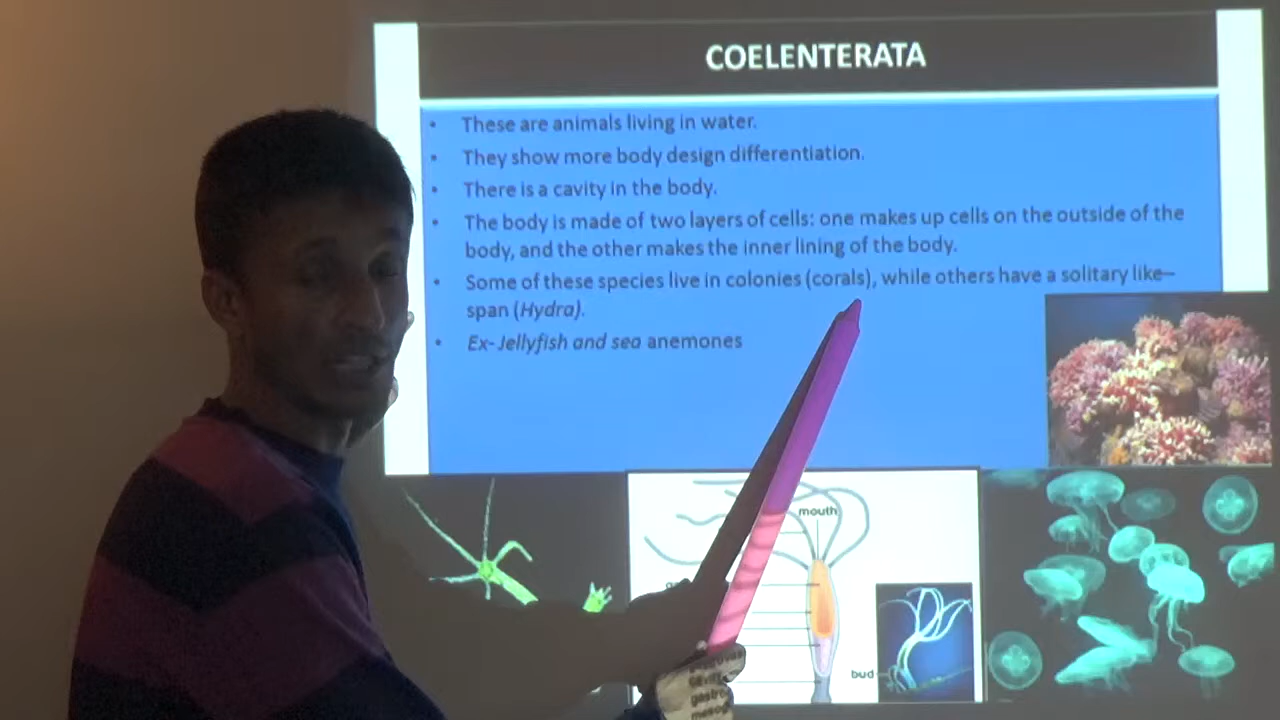 COELENTERATA
• These are animals living in water.
• They show more body design differentiation.
• There is a cavity in the body.
• The body is made of two layers of cells: one makes up cells on the outside of the
body, and the other makes the inner lining of the body.
• Some of these species live in colonies (corals), while others have a solitary like–
span (Hydra).
• Ex- Jellyfish and sea anemones
mouth
bud